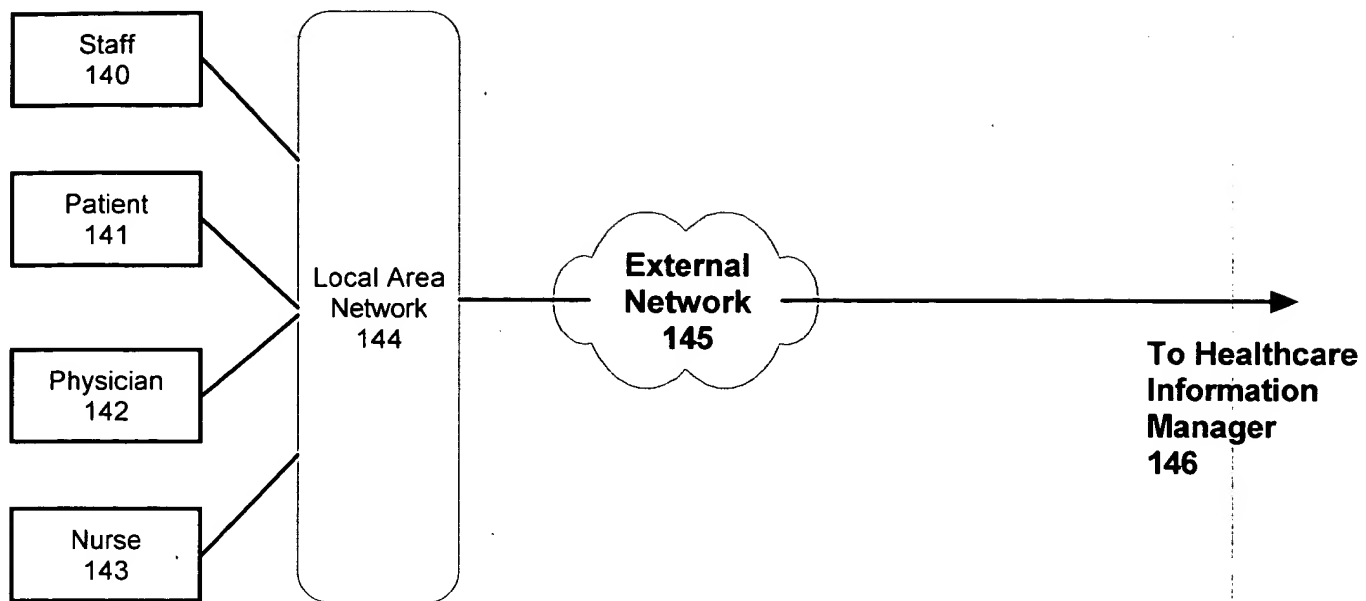 Staff
140
Patient
141
Physician
142
Nurse
143
Local Area
Network
144
External
Network
145
To Healthcare
Information
Manager
146